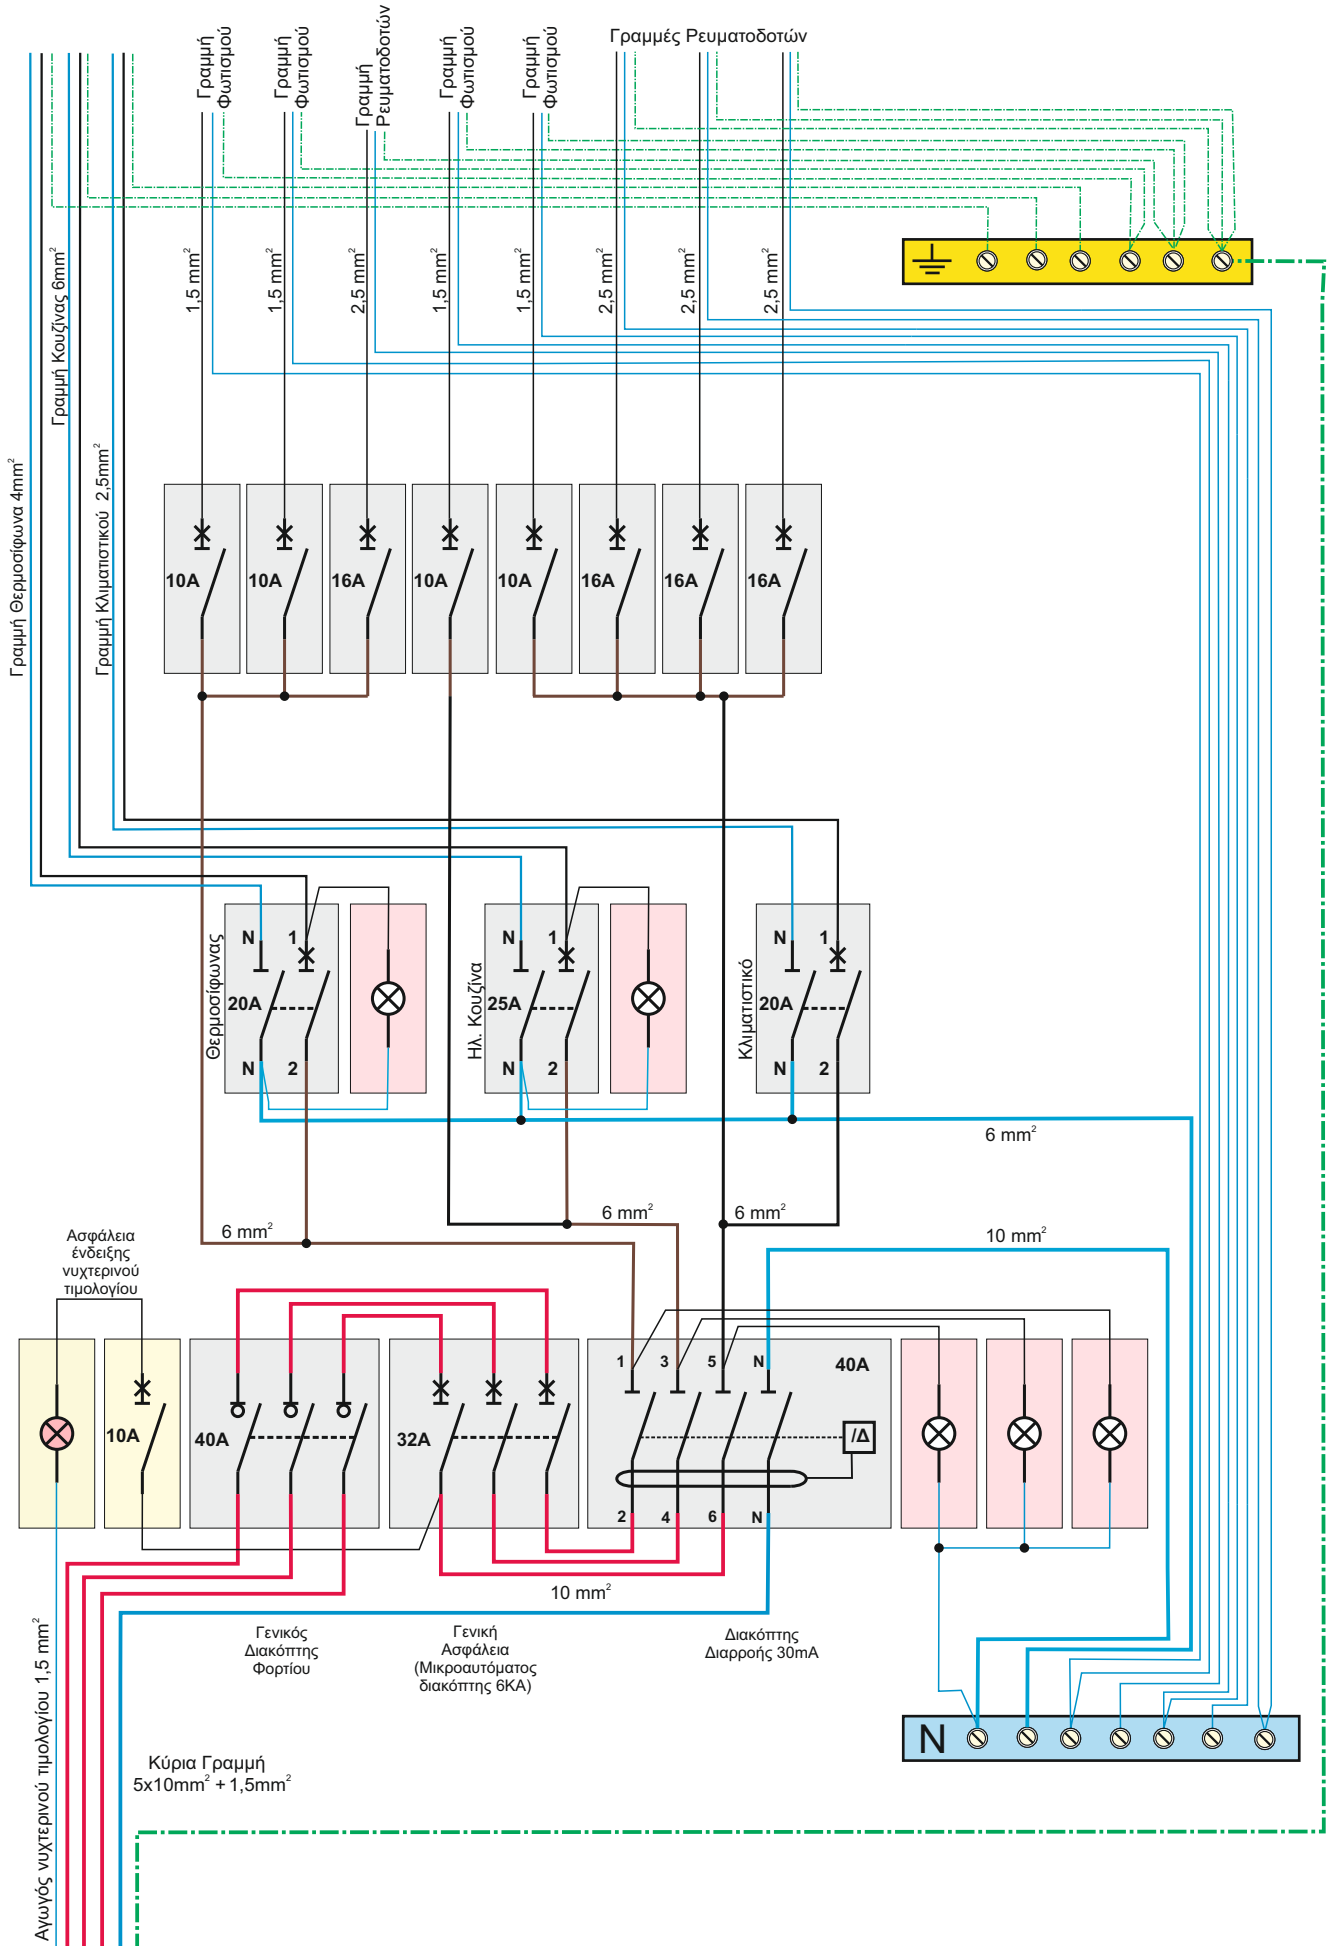 Γραμμή
Φωτισμού
Γραμμή
Φωτισμού
Γραμμή
Ρευματοδοτών
Γραμμή
Φωτισμού
Γραμμή
Φωτισμού
Γραμμές Ρευματοδοτών
Γραμμή Θερμοσίφωνα 4mm²
Γραμμή Κουζίνας 6mm²
Γραμμή Κλιματιστικού 2,5mm²
1,5 mm²
1,5 mm²
2,5 mm²
1,5 mm²
1,5 mm²
2,5 mm²
2,5 mm²
2,5 mm²
10A
10A
16A
10A
10A
16A
16A
16A
Θερμοσίφωνας
N 1
20A
N 2
Ηλ. Κουζίνα
N 1
25A
N 2
Κλιματιστικό
N 1
20A
N 2
6 mm²
6 mm²
6 mm²
6 mm²
10 mm²
Ασφάλεια
ένδειξης
νυχτερινού
τιμολογίου
10A
40A
32A
1 3 5 N
40A
/Δ
2 4 6 N
10 mm²
Γενικός
Διακόπτης
Φορτίου
Γενική
Ασφάλεια
(Μικροαυτόματος
διακόπτης 6ΚΑ)
Διακόπτης
Διαρροής 30mA
N
Αγωγός νυχτερινού τιμολογίου 1,5 mm²
Κύρια Γραμμή
5x10mm² + 1,5mm²